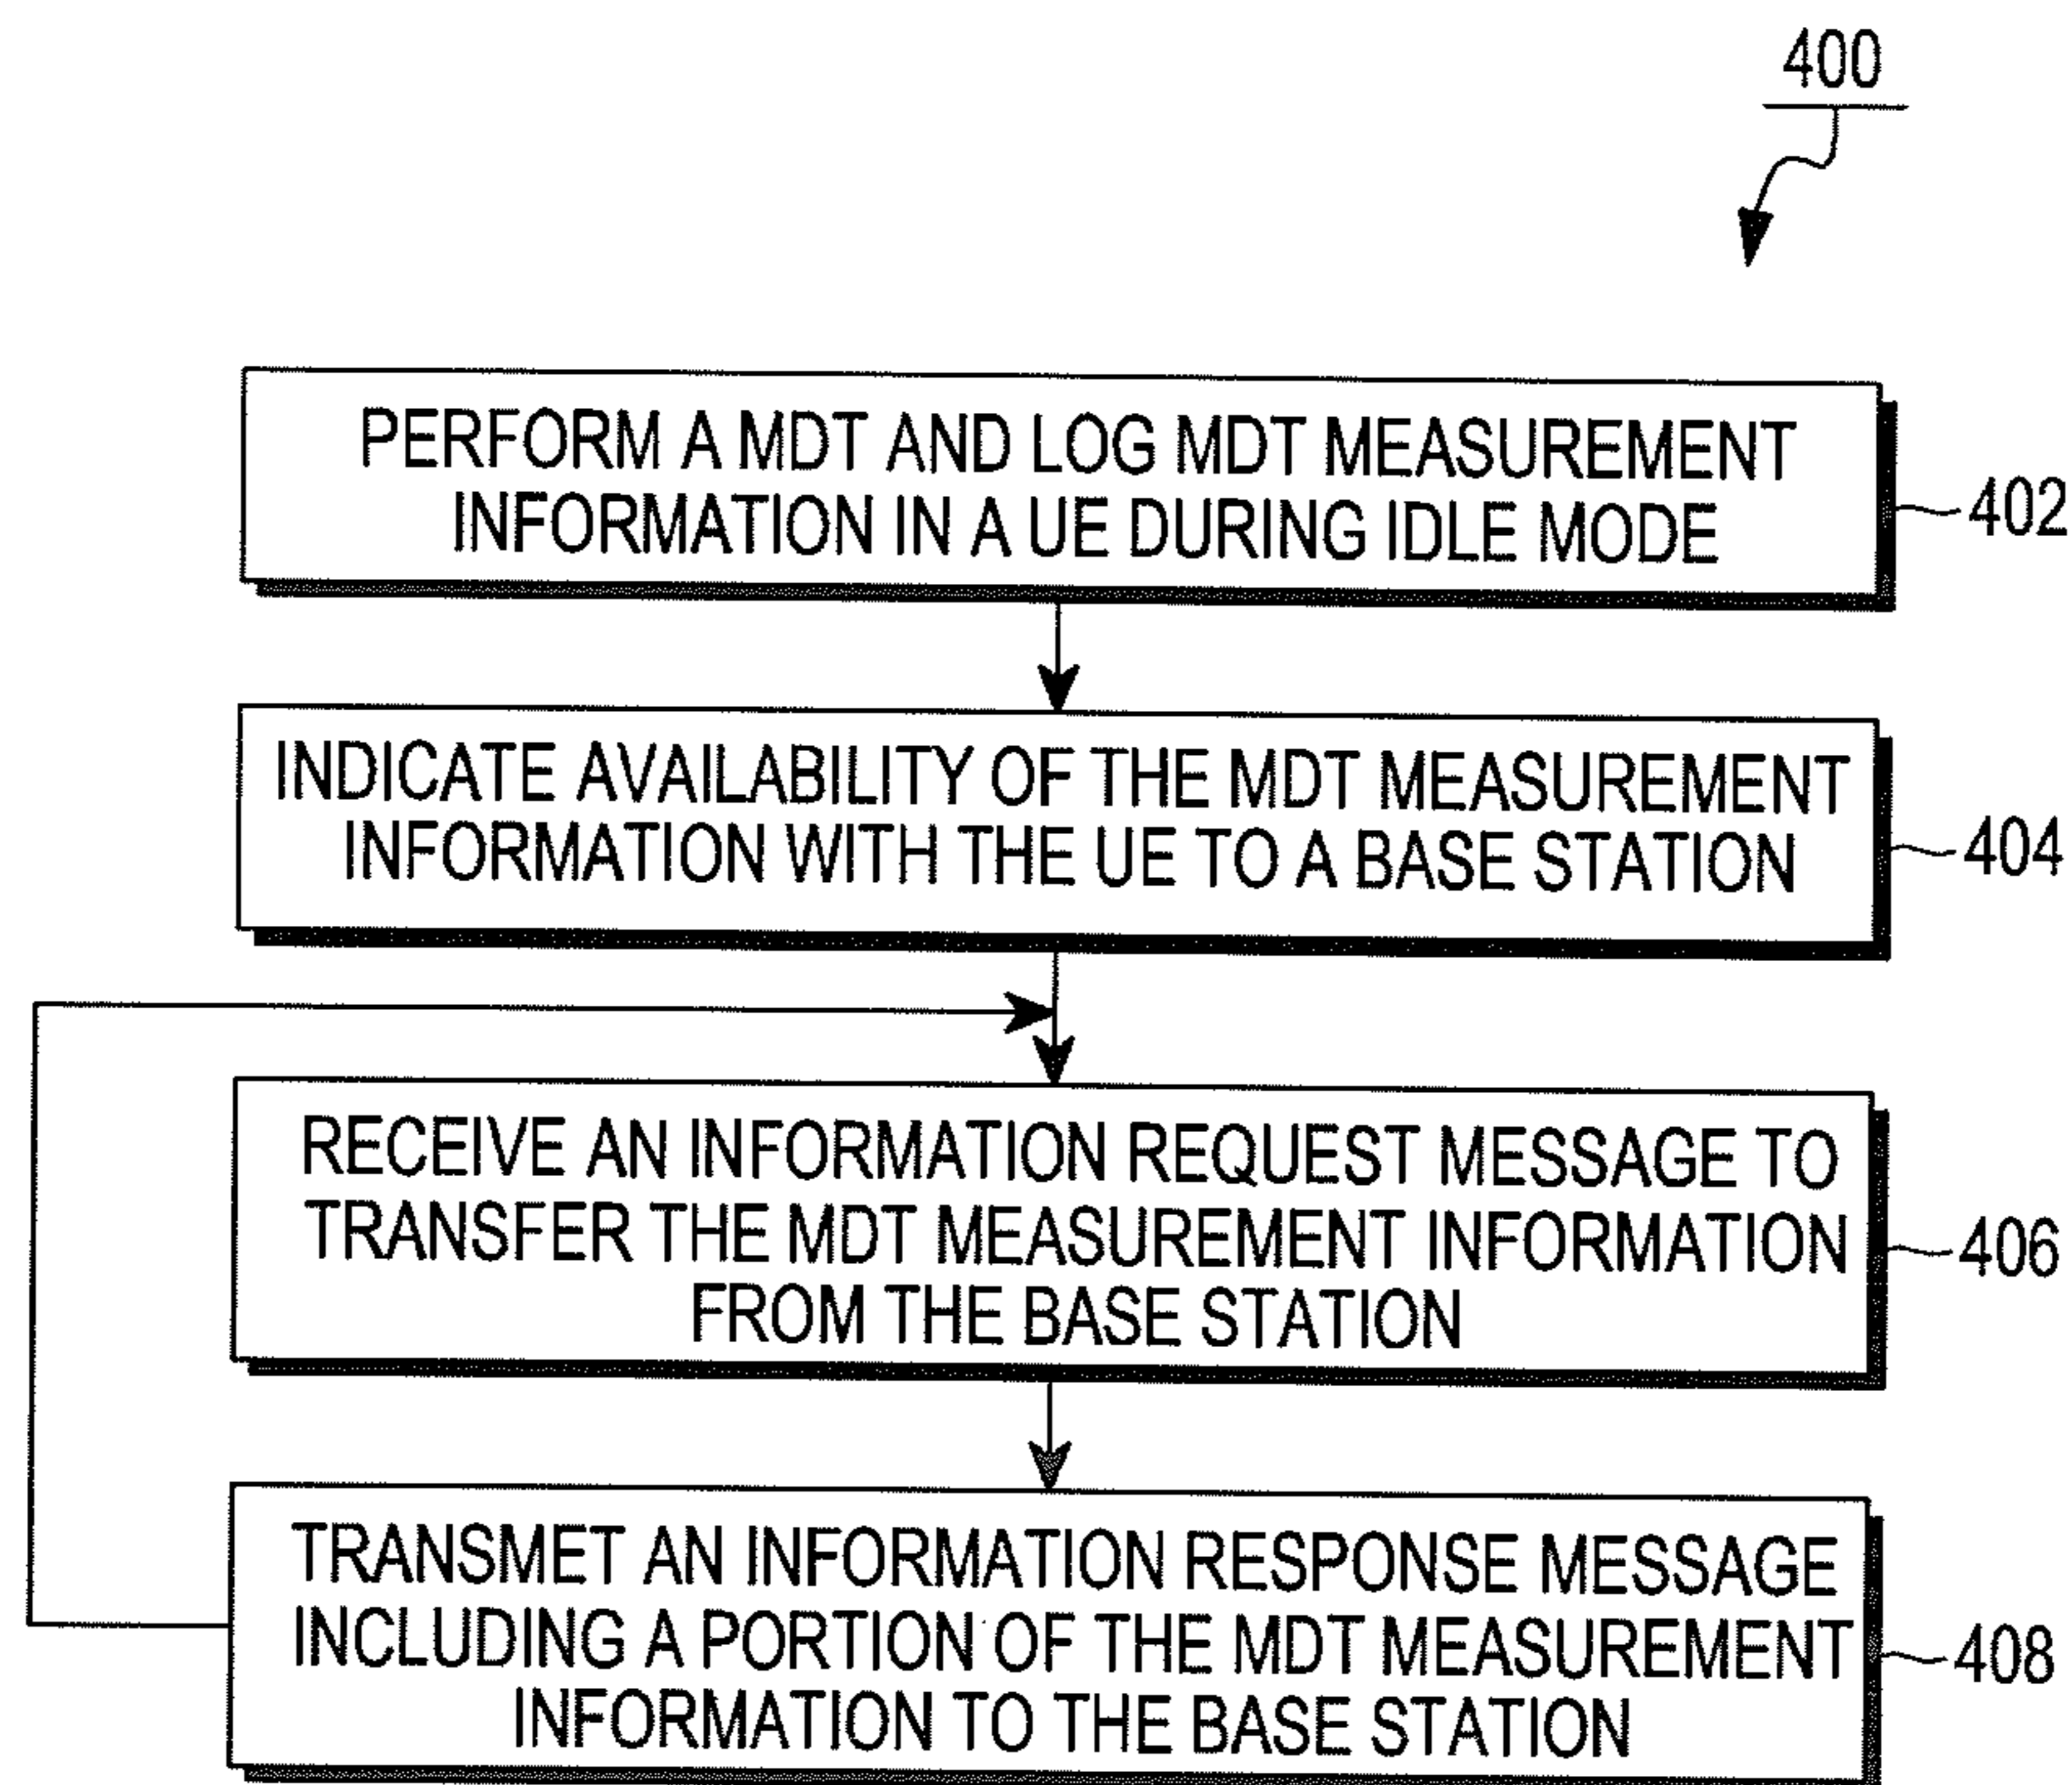 400
PERFORM A MDT AND LOG MDT MEASUREMENT
INFORMATION IN A UE DURING IDLE MODE
402
INDICATE AVAILABILITY OF THE MDT MEASUREMENT
INFORMATION WITH THE UE TO A BASE STATION
404
RECEIVE AN INFORMATION REQUEST MESSAGE TO
TRANSFER THE MDT MEASUREMENT INFORMATION
FROM THE BASE STATION
406
TRANSMET AN INFORMATION RESPONSE MESSAGE
INCLUDING A PORTION OF THE MDT MEASUREMENT
INFORMATION TO THE BASE STATION
408